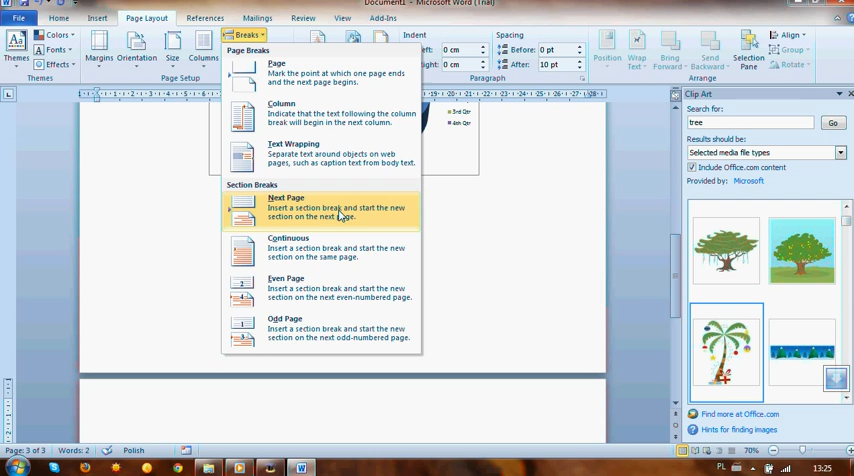 Document1 - Microsoft Word (Trial)
File Home Insert Page Layout References Mailings Review View Add-Ins
Themes
Colors
Fonts
Effects
Themes
Margins
Orientation
Size
Columns
Page Setup
Breaks
Indent
Left: 0 cm
Right: 0 cm
Spacing
Before: 0 pt
After: 10 pt
Paragraph
Position
Wrap Text
Bring Forward
Send Backward
Selection Pane
Align
Group
Rotate
Arrange
Page Breaks
Page
Mark the point at which one page ends
and the next page begins.
Column
Indicate that the text following the column
break will begin in the next column.
Text Wrapping
Separate text around objects on web
pages, such as caption text from body text.
Section Breaks
Next Page
Insert a section break and start the new
section on the next page.
Continuous
Insert a section break and start the new
section on the same page.
Even Page
Insert a section break and start the new
section on the next even-numbered page.
Odd Page
Insert a section break and start the new
section on the next odd-numbered page.
3rd Qtr
4th Qtr
Clip Art
Search for:
tree
Go
Results should be:
Selected media file types
Include Office.com content
Provided by: Microsoft
Find more at Office.com
Hints for finding images
Page: 3 of 3 Words: 2 Polish
70%
PL
13:25